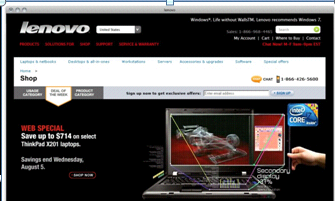 Windows®. Life without Walls™. Lenovo recommends Windows 7.
lenovo
United States
Sales 1-866-968-4465
Search
My Account | Cart | Where to Buy | Contact
PRODUCTS SOLUTIONS FOR SHOP SUPPORT SERVICE & WARRANTY
Laptops & netbooks Desktops & all-in-ones Workstations Servers Accessories & upgrades Software Special offers
Home
Shop
CHAT 1-866-426-5600
USAGE CATEGORY
DEAL OF THE WEEK
PRODUCT CATEGORY
Sign up now to get exclusive offers: Enter email address... SIGN UP
WEB SPECIAL
Save up to $714 on select
ThinkPad X201 laptops.
Savings end Wednesday,
August 5.
SHOP NOW
CORE
Secondary
display